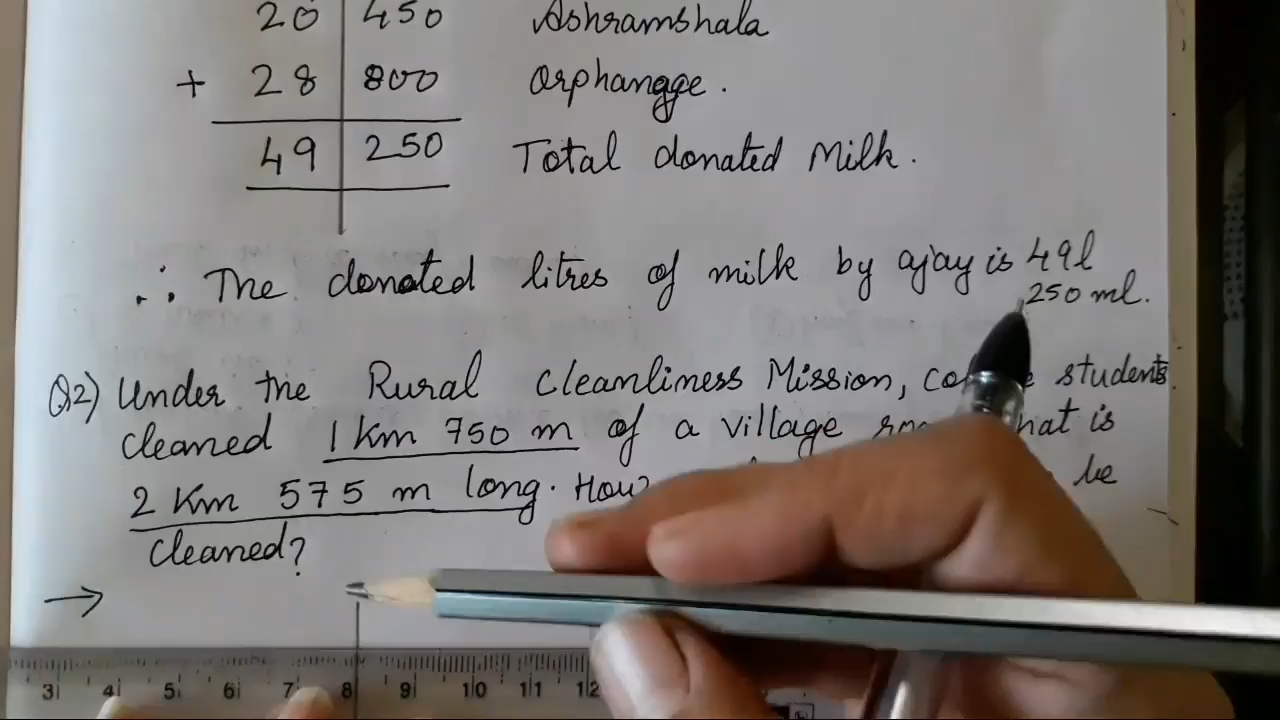 20 450 Ashramshala
+ 28 800 Orphanage.
49 250 Total donated Milk.
∴ The donated litres of milk by ajay is 49l
250 ml.
Q2) Under the Rural Cleanliness Mission, students
cleaned 1 Km 750 m of a village that is
2 Km 575 m long. How be
cleaned?
→
3 4 5 6 7 8 9 10 11 12